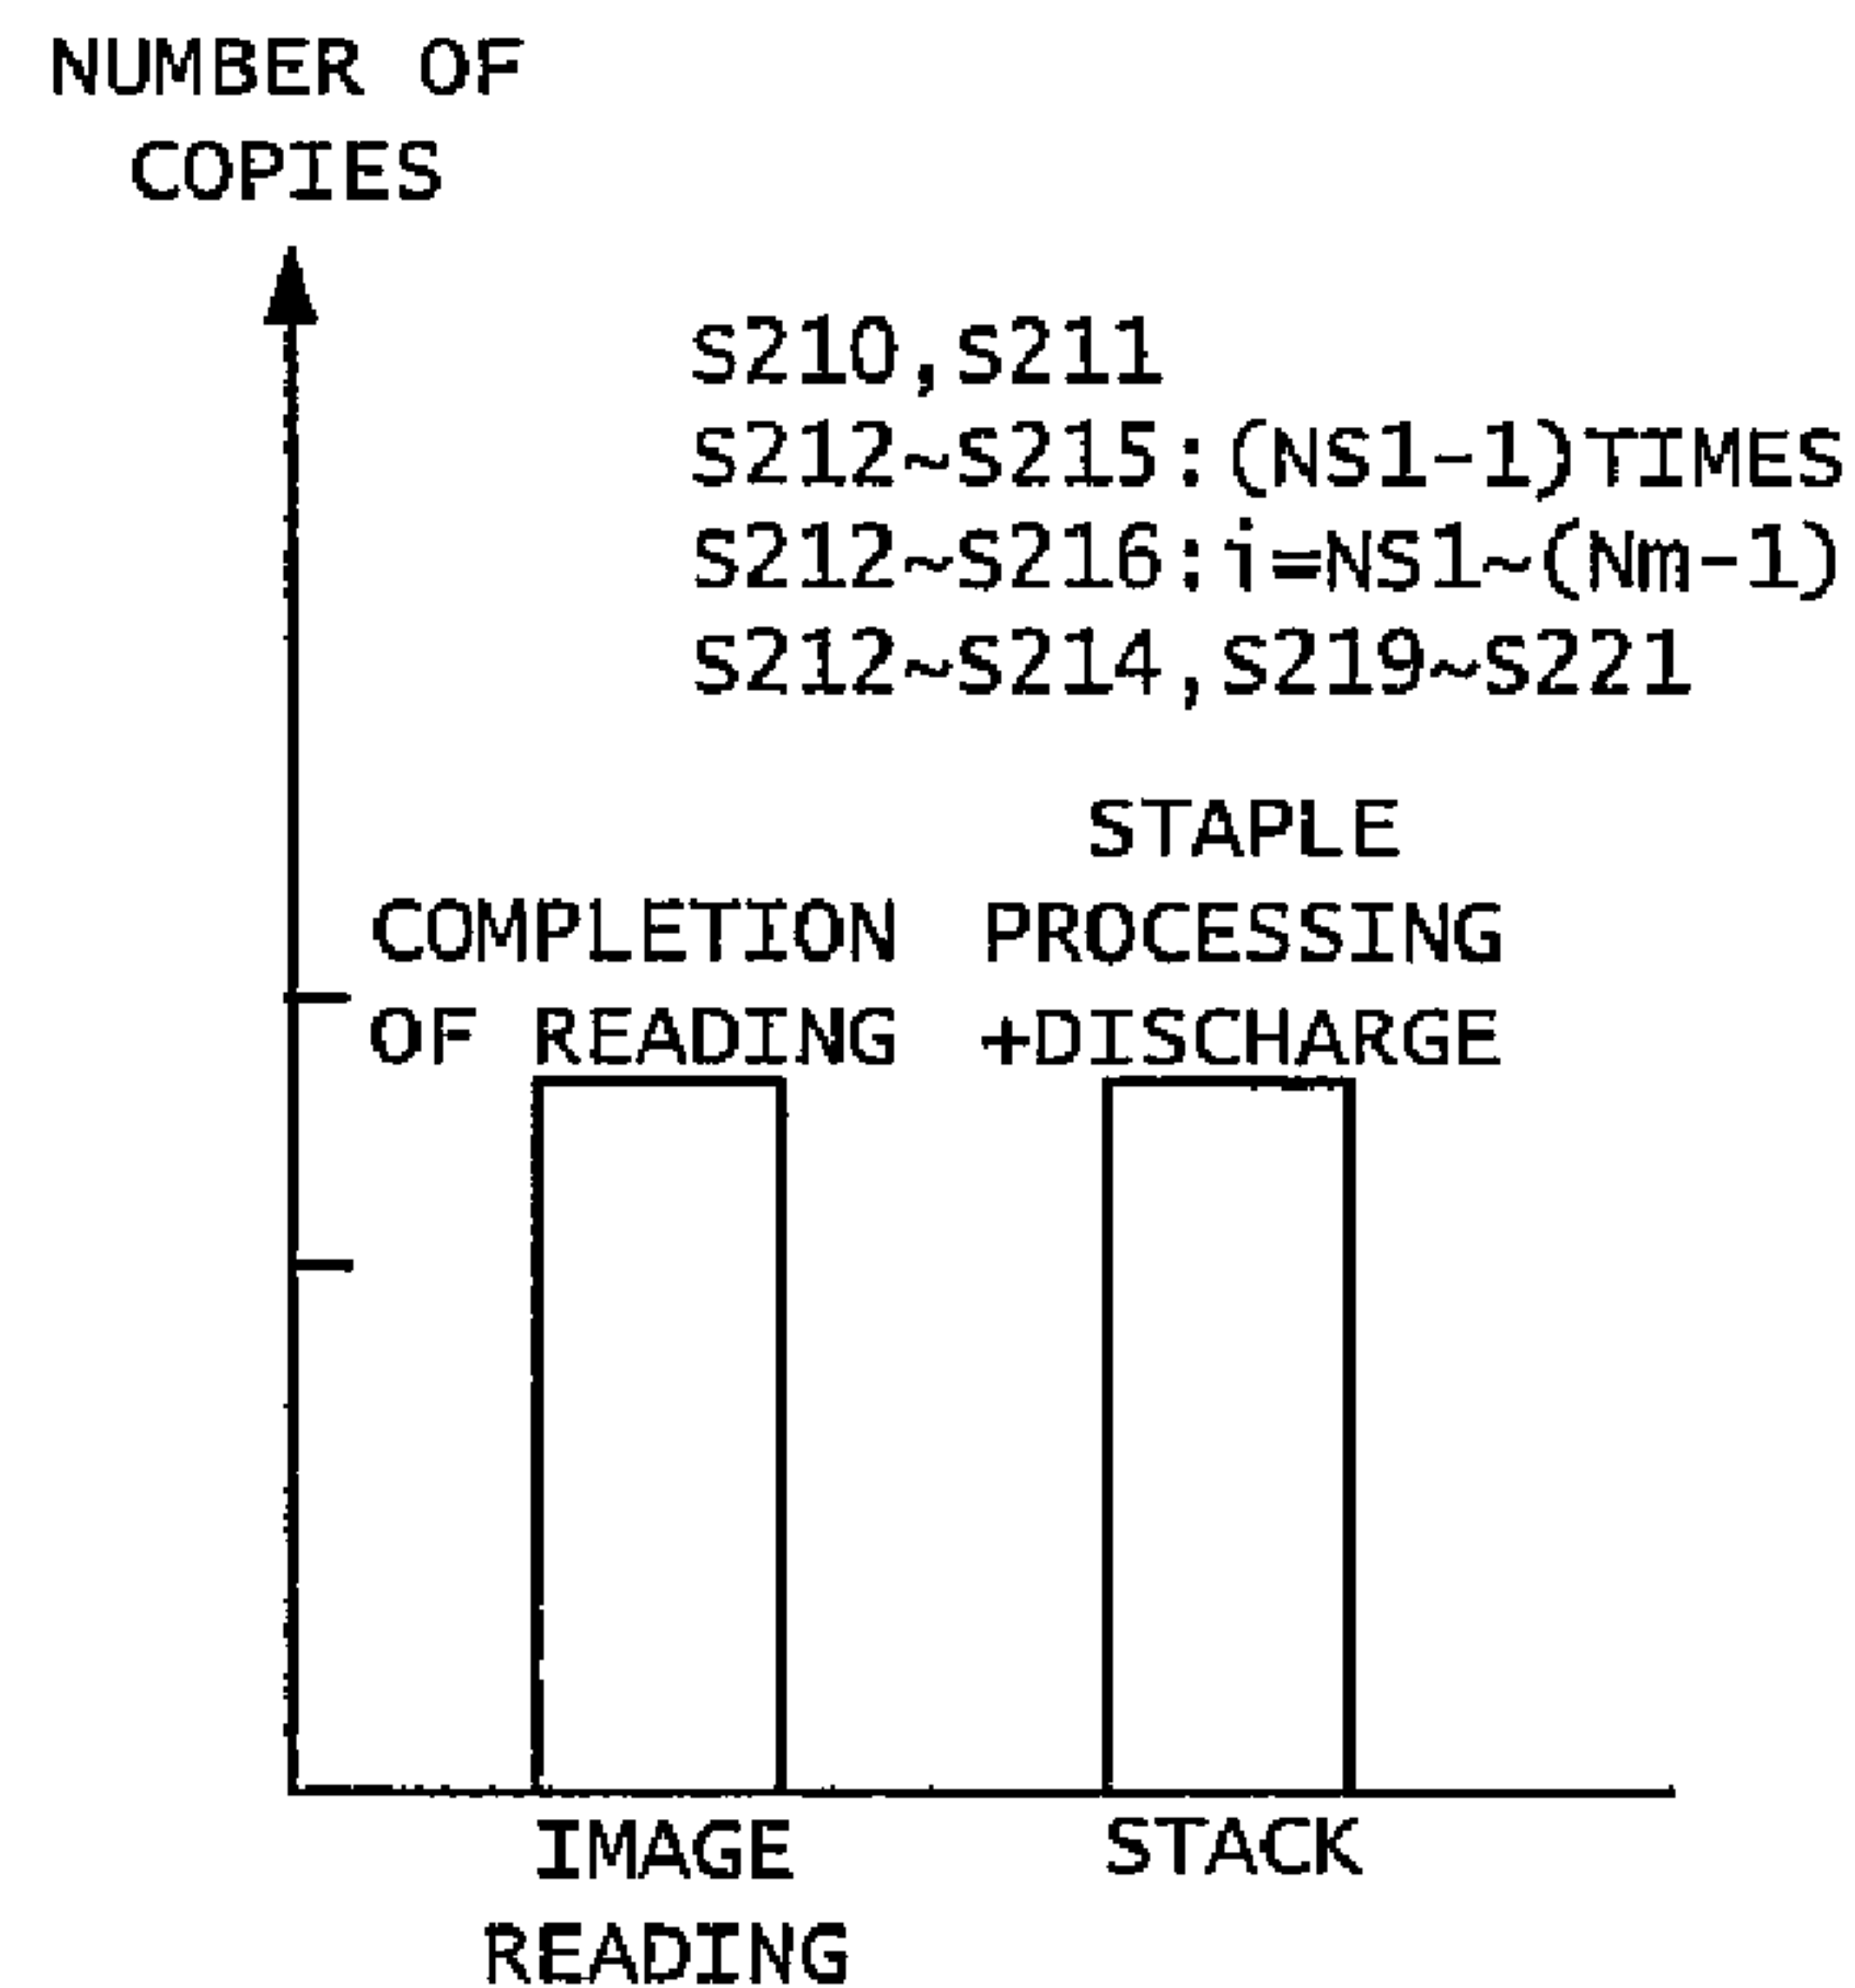 NUMBER OF
COPIES
S210,S211
S212~S215:(NS1-1)TIMES
S212~S216:i=NS1~(Nm-1)
S212~S214,S219~S221
COMPLETION
OF READING
STAPLE
PROCESSING
+DISCHARGE
IMAGE
READING
STACK